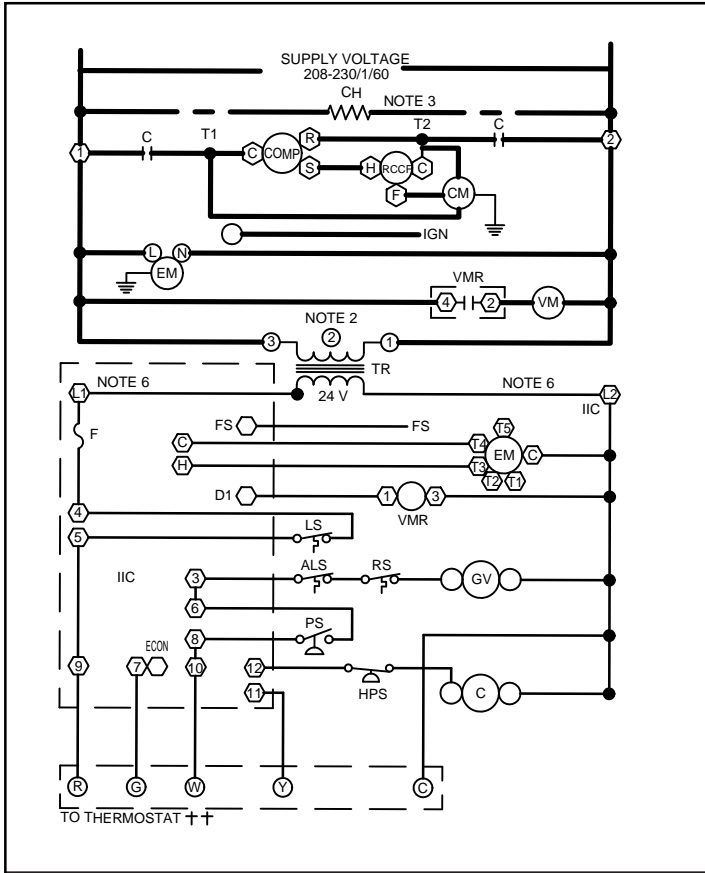 SUPPLY VOLTAGE
208-230/1/60
CH
NOTE 3
1 C T1 C COMP R T2 C 2
S H RCCF C
F CM
IGN
L N
EM
VMR
4 2 VM
NOTE 2
3 2 1
TR
L1 NOTE 6 24 V NOTE 6 L2
IIC
FS FS
F
C T4 T5 EM C
H T3 T2 T1
D1 1 3
VMR
4
5 LS
IIC 3 ALS RS GV
6
8 PS
ECON
9 7 10 12
HPS
C
11
R G W Y C
TO THERMOSTAT ††